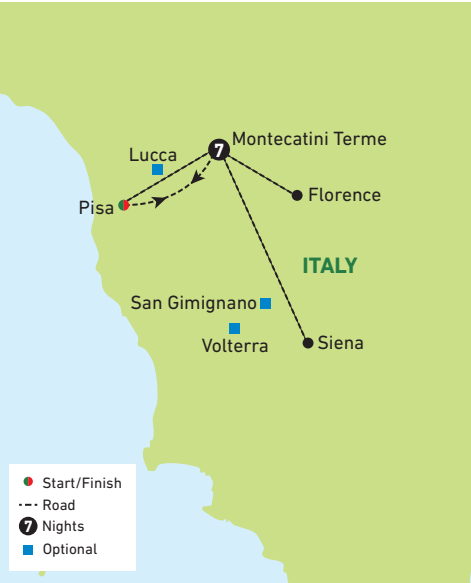 Montecatini Terme
7
Lucca
Pisa
Florence
ITALY
San Gimignano
Volterra
Siena
Start/Finish
Road
7 Nights
Optional